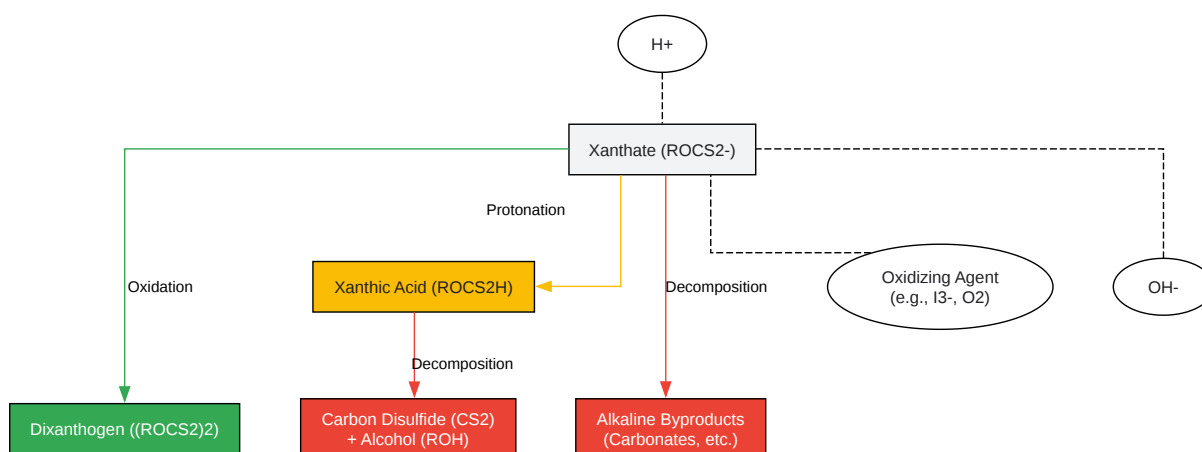 H+
Xanthate (ROCS2-)
Protonation
Xanthic Acid (ROCS2H)
Oxidation
Decomposition
Oxidizing Agent
(e.g., I3-, O2)
OH-
Decomposition
Dixanthogen ((ROCS2)2)
Carbon Disulfide (CS2)
+ Alcohol (ROH)
Alkaline Byproducts
(Carbonates, etc.)